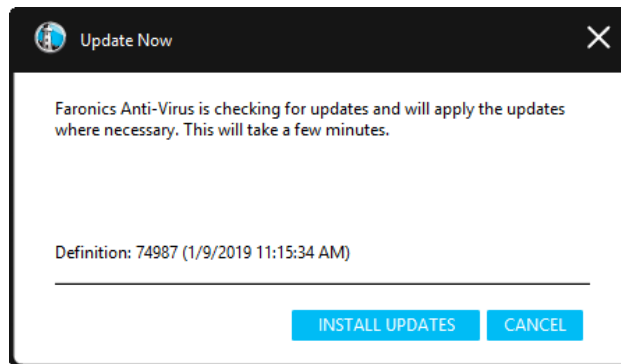 Update Now
Faronics Anti-Virus is checking for updates and will apply the updates
where necessary. This will take a few minutes.
Definition: 74987 (1/9/2019 11:15:34 AM)
INSTALL UPDATES CANCEL